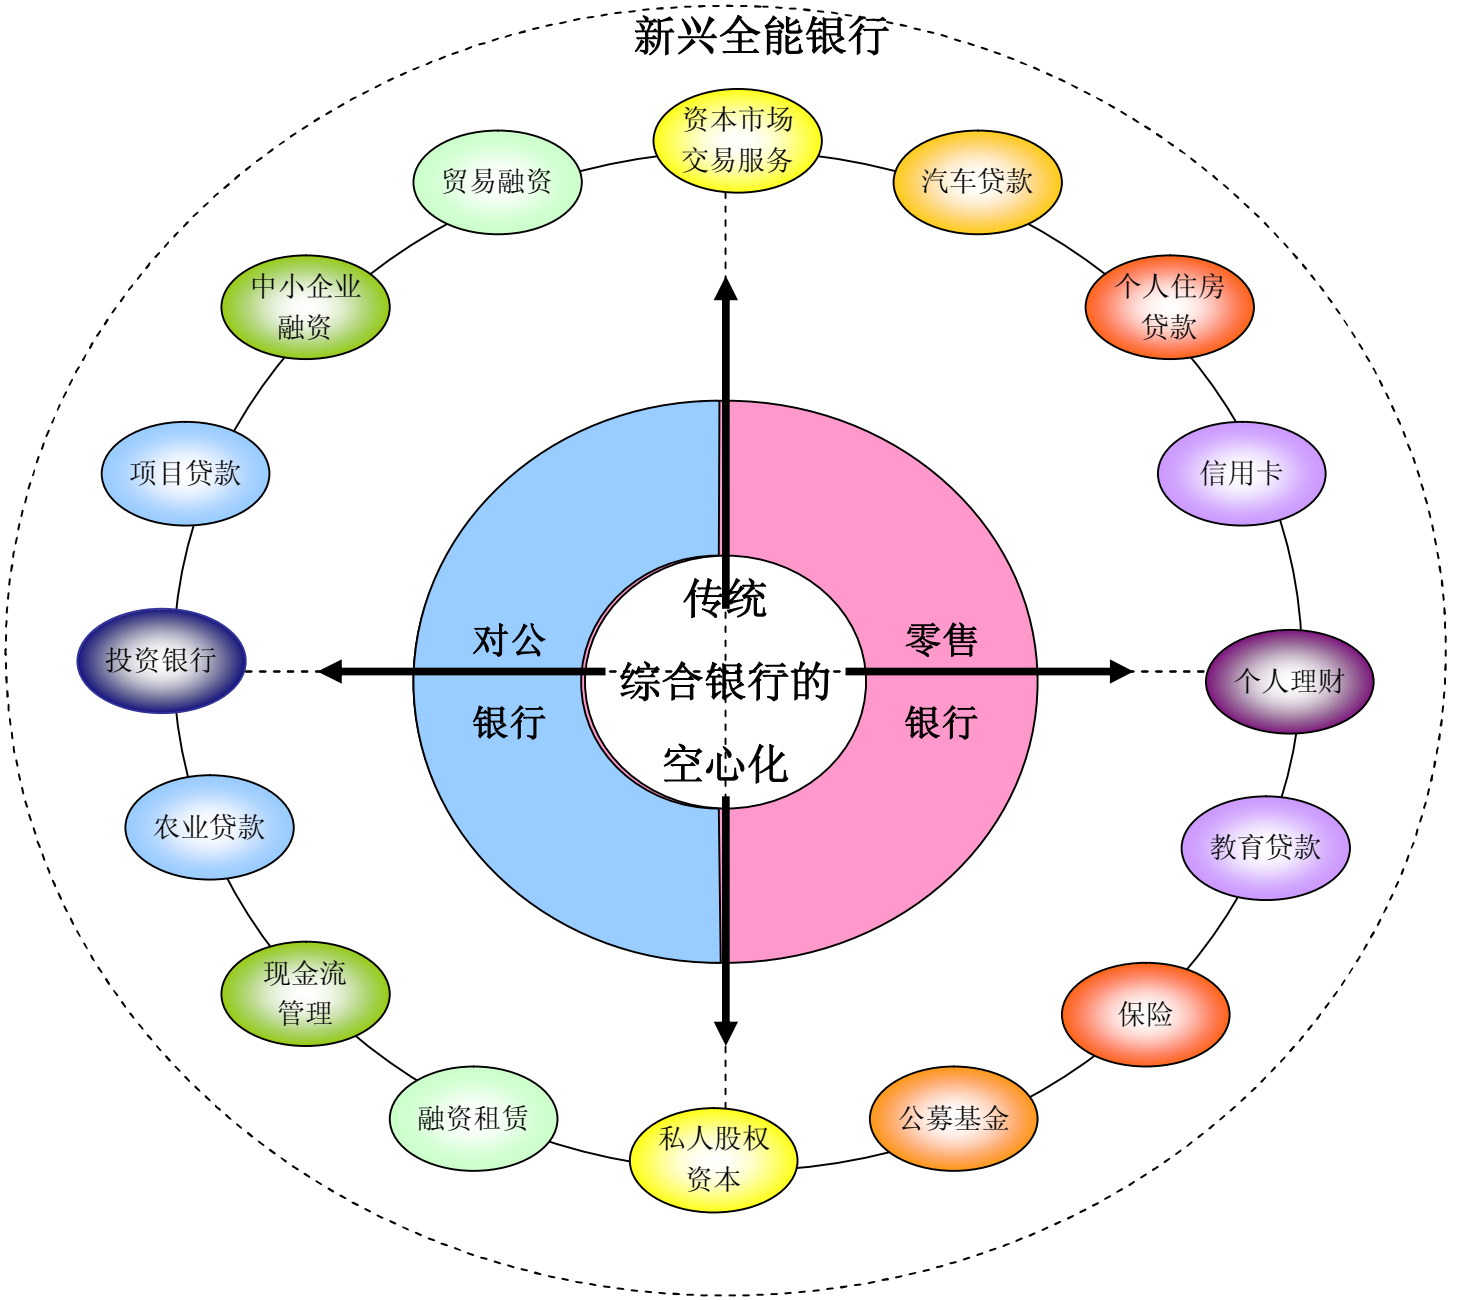 新兴全能银行
资本市场
交易服务
贸易融资
汽车贷款
中小企业
融资
个人住房
贷款
项目贷款
信用卡
传统
综合银行的
空心化
对公
银行
零售
银行
投资银行
个人理财
农业贷款
教育贷款
现金流
管理
保险
融资租赁
公募基金
私人股权
资本